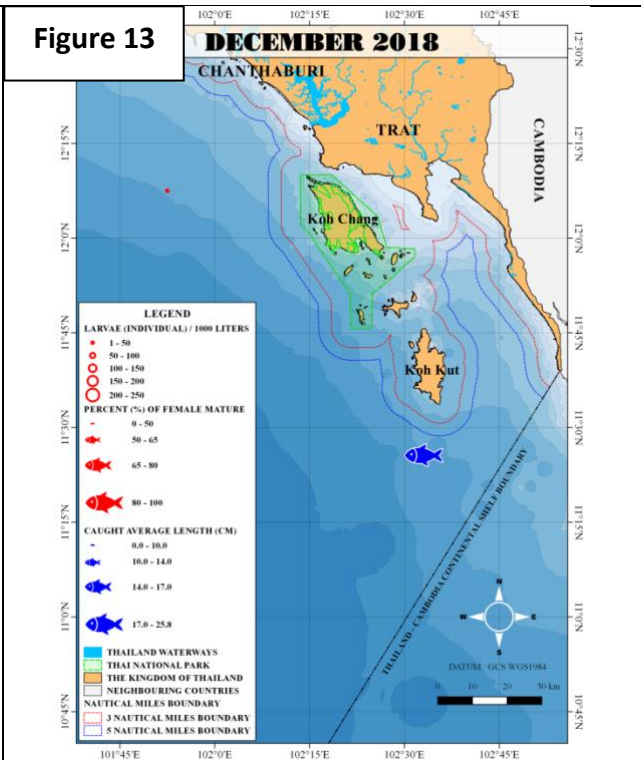 Figure 13
102°0'E 102°15'E 102°30'E 102°45'E
DECEMBER 2018
12°30'N
CHANTHABURI
TRAT
CAMBODIA
12°15'N 12°15'N
Koh Chang
12°0'N 12°0'N
11°45'N 11°45'N
Koh Kut
11°30'N 11°30'N
11°15'N 11°15'N
11°0'N 11°0'N
10°45'N 10°45'N
THAILAND - CAMBODIA CONTINENTAL SHELF BOUNDARY
LEGEND
LARVAE (INDIVIDUAL) / 1000 LITERS
1 - 50
50 - 100
100 - 150
150 - 200
200 - 250
PERCENT (%) OF FEMALE MATURE
0 - 50
50 - 65
65 - 80
80 - 100
CAUGHT AVERAGE LENGTH (CM)
0.0 - 10.0
10.0 - 14.0
14.0 - 17.0
17.0 - 25.8
THAILAND WATERWAYS
THAI NATIONAL PARK
THE KINGDOM OF THAILAND
NEIGHBOURING COUNTRIES
NAUTICAL MILES BOUNDARY
3 NAUTICAL MILES BOUNDARY
5 NAUTICAL MILES BOUNDARY
N
W E
S
DATUM GCS WGS1984
0 10 20 30 km
101°45'E 102°0'E 102°15'E 102°30'E 102°45'E